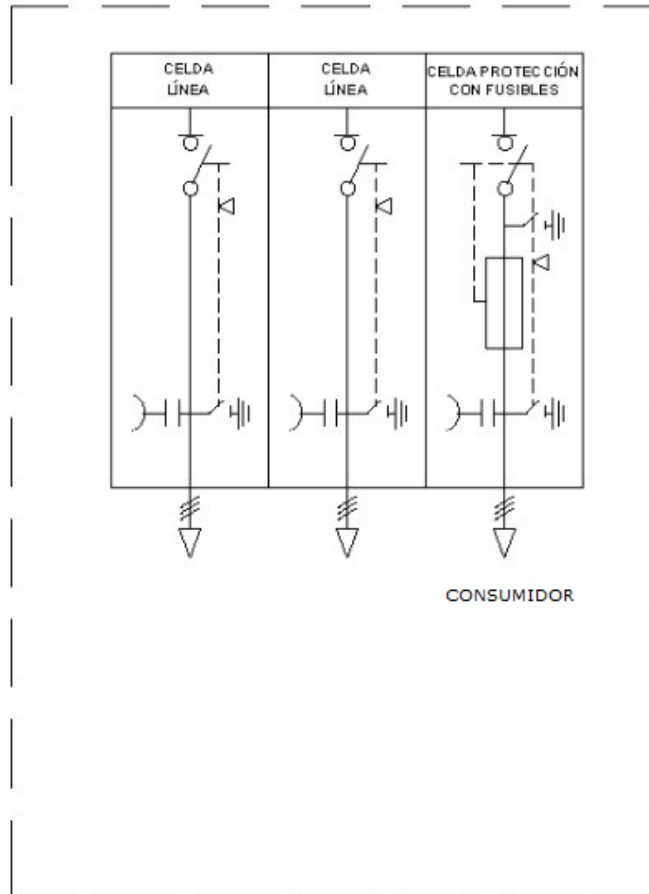 CELDA
LÍNEA
CELDA
LÍNEA
CELDA PROTECCIÓN
CON FUSIBLES
CONSUMIDOR